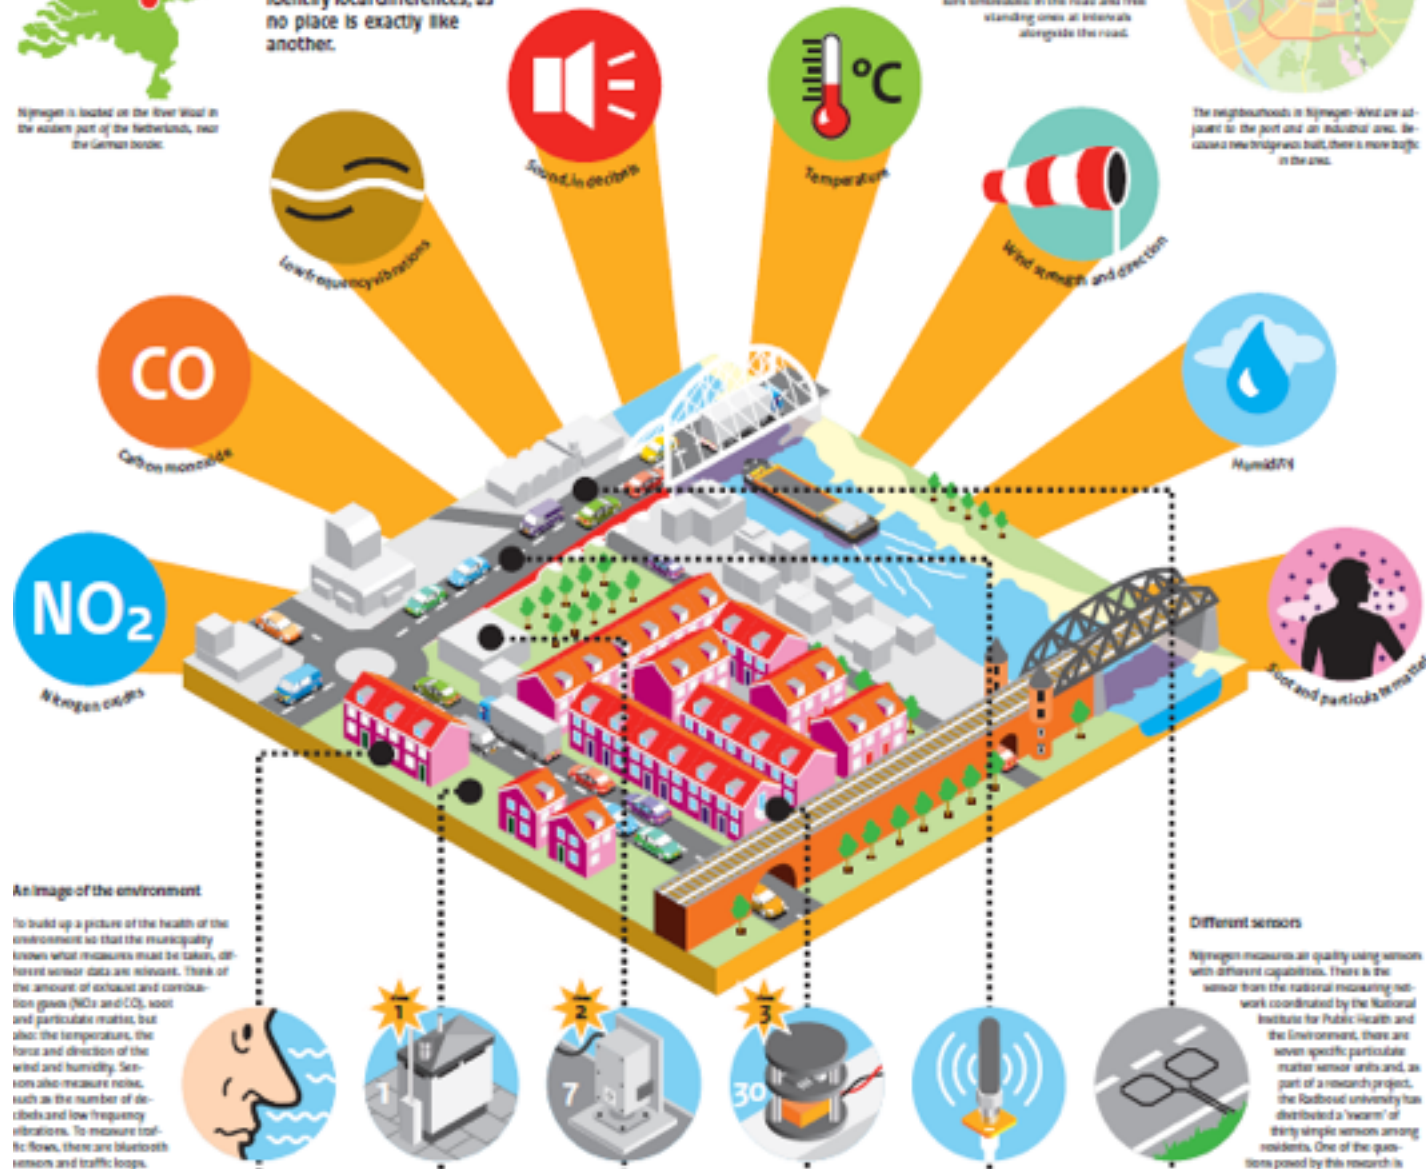 identify local differences, as
no place is exactly like
another.
standing ones at intervals
alongside the road.
Nijmegen is located on the River Waal in
the eastern part of the Netherlands, near
the German border.
The neighbourhoods in Nijmegen-West are ad-
jacent to the port and an industrial area. Be-
cause a new bridge was built, there is more traffic
in the area.
Sound, in decibels
°C
Temperature
Low frequency vibrations
Wind strength and direction
CO
Carbon monoxide
Humidity
NO₂
Nitrogen oxides
Soot and particulate matter
An image of the environment
To build up a picture of the health of the
environment so that the municipality
knows what measures must be taken, dif-
ferent sensor data are relevant. Think of
the amount of exhaust and combus-
tion gases (NO₂ and CO), soot
and particulate matter, but
also: the temperature, the
force and direction of the
wind and humidity. Sen-
sors also measure noise,
such as the number of de-
cibels and low frequency
vibrations. To measure traf-
fic flows, there are bluetooth
sensors and traffic loops.
1
1
2
7
3
30
Different sensors
Nijmegen measures air quality using sensors
with different capabilities. There is the
sensor from the national measuring net-
work coordinated by the National
Institute for Public Health and
the Environment, there are
seven specific particulate
matter sensor units and, as
part of a research project,
the Radboud university has
distributed a 'swarm' of
thirty simple sensors among
residents. One of the ques-
tions posed by this research is